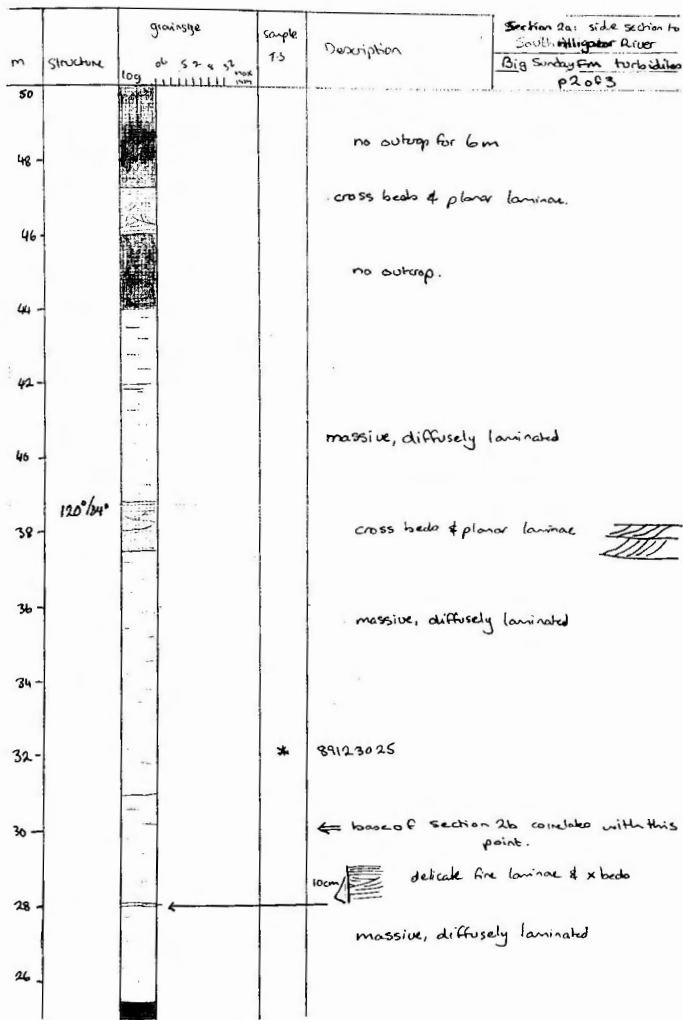 Section 2a: side section to
South Alligator River
Big Sunday Fm turbidites
p 2 of 3
m
structure
grainsize
log
max
mm
sample
T.S
Description
50
no outcrop for 6m
48
cross beds & planar laminae.
46
no outcrop.
44
42
massive, diffusely laminated
40
120°/24°
38
cross beds & planar laminae
36
massive, diffusely laminated
34
32
*
89123025
30
⇐ base of section 2b correlates with this
point.
10cm
delicate fine laminae & x beds
28
massive, diffusely laminated
26